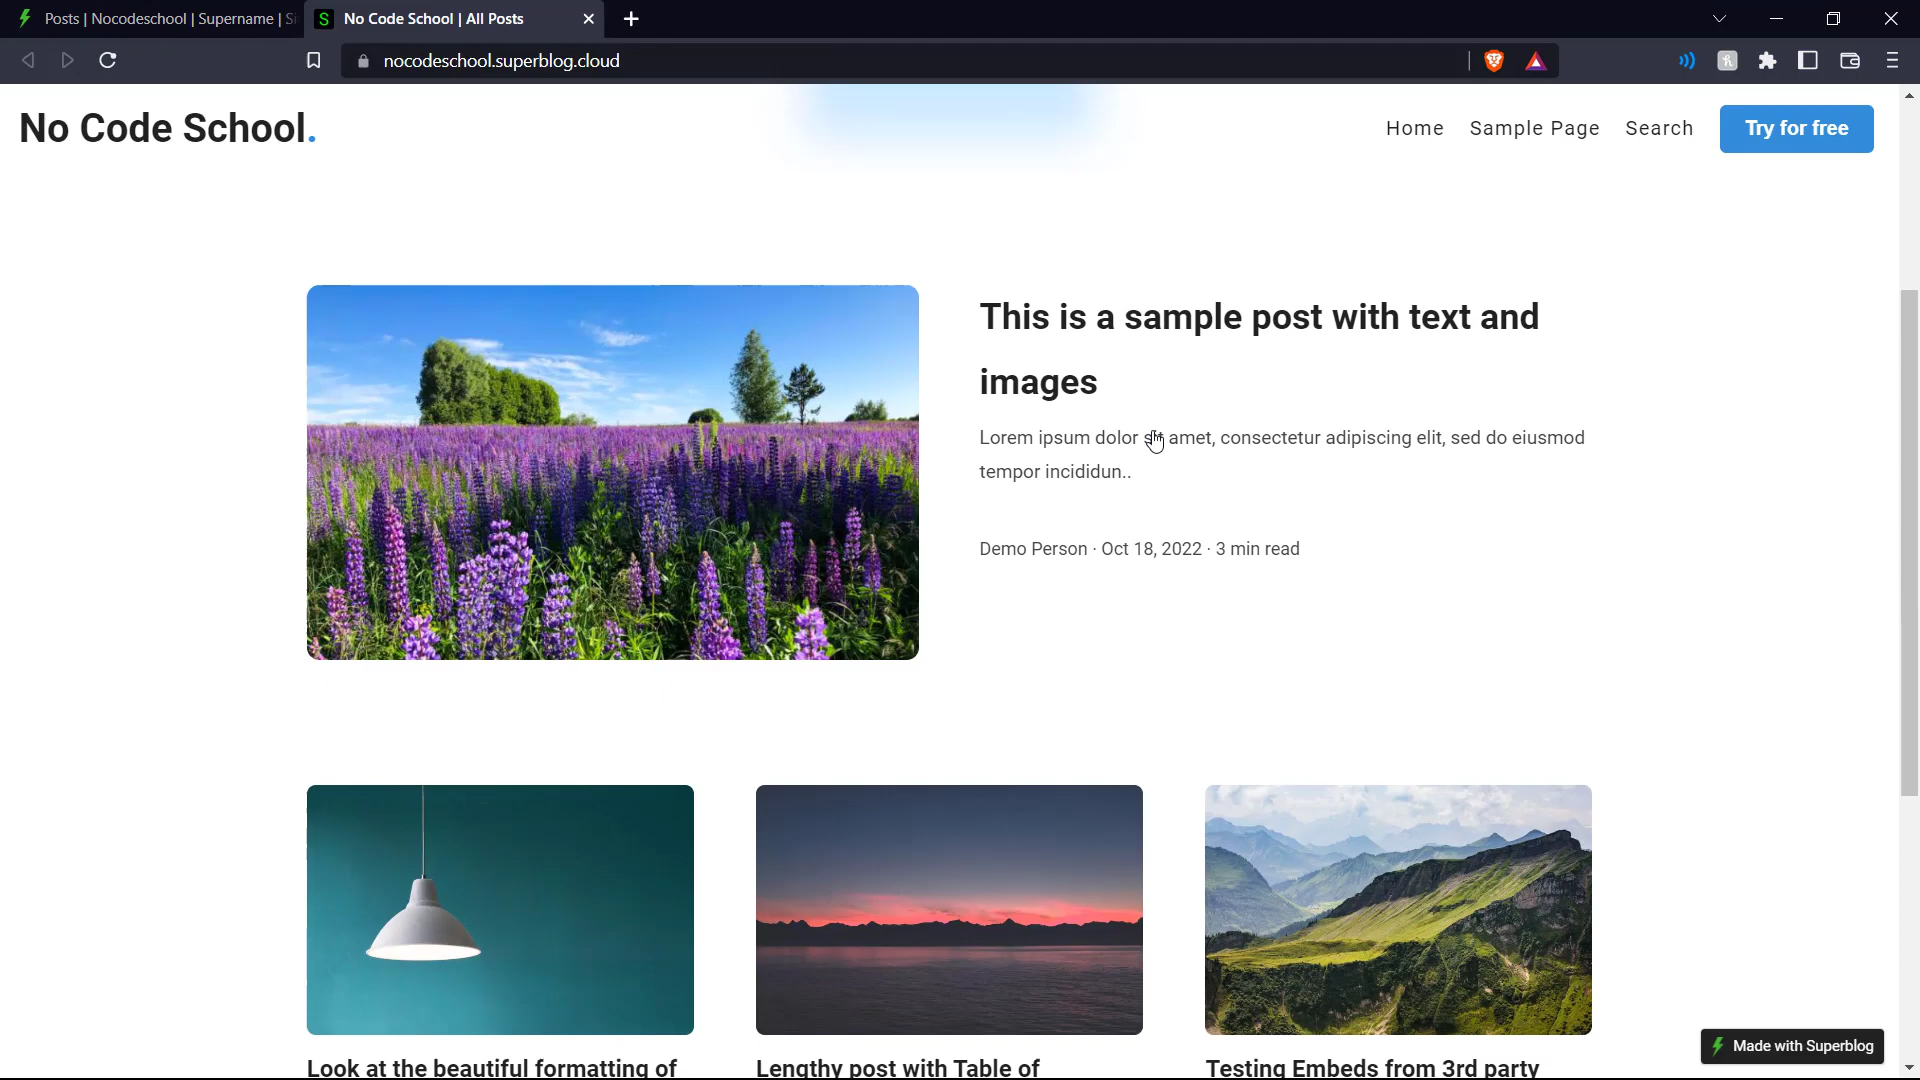 Posts | Nocodeschool | Supername | Si
No Code School | All Posts
nocodeschool.superblog.cloud
No Code School.
Home
Sample Page
Search
Try for free
This is a sample post with text and
images
Lorem ipsum dolor sit amet, consectetur adipiscing elit, sed do eiusmod
tempor incididun..
Demo Person · Oct 18, 2022 · 3 min read
Look at the beautiful formatting of
Lengthy post with Table of
Testing Embeds from 3rd party
Made with Superblog